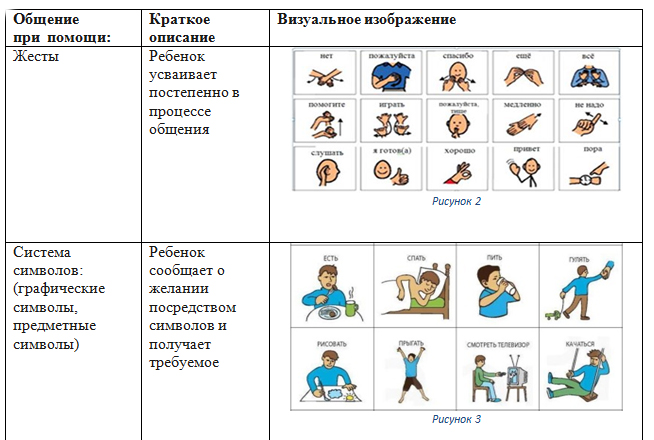 Общение
при помощи:
Краткое
описание
Визуальное изображение
Жесты
Ребенок
усваивает
постепенно в
процессе
общения
нет
пожалуйста
спасибо
ещё
всё
помогите
играть
пожалуйста,
тише
медленно
не надо
слушать
я готов(а)
хорошо
привет
пора
Рисунок 2
Система
символов:
(графические
символы,
предметные
символы)
Ребенок
сообщает о
желании
посредством
символов и
получает
требуемое
ЕСТЬ
СПАТЬ
ПИТЬ
ГУЛЯТЬ
РИСОВАТЬ
ПРЫГАТЬ
СМОТРЕТЬ ТЕЛЕВИЗОР
КАЧАТЬСЯ
Рисунок 3